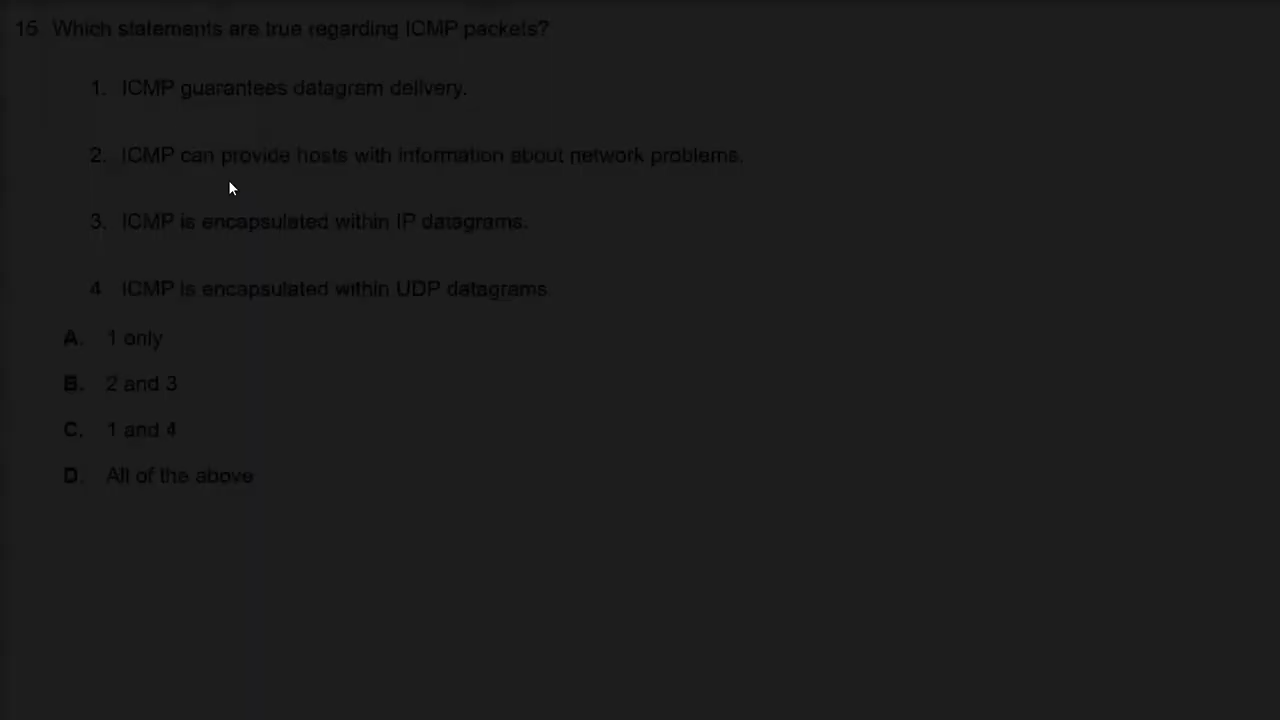 15 Which statements are true regarding ICMP packets?
1. ICMP guarantees datagram delivery.
2. ICMP can provide hosts with information about network problems.
3. ICMP is encapsulated within IP datagrams.
4 ICMP is encapsulated within UDP datagrams.
A. 1 only
B. 2 and 3
C. 1 and 4
D. All of the above